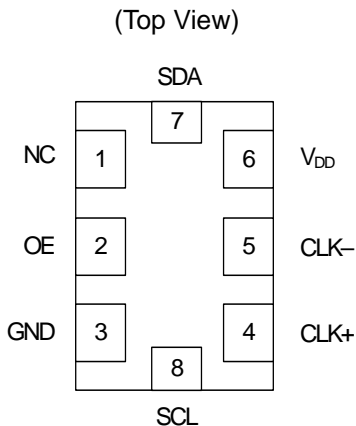 (Top View)
SDA
7
NC 1 6 VDD
OE 2 5 CLK–
GND 3 4 CLK+
8
SCL